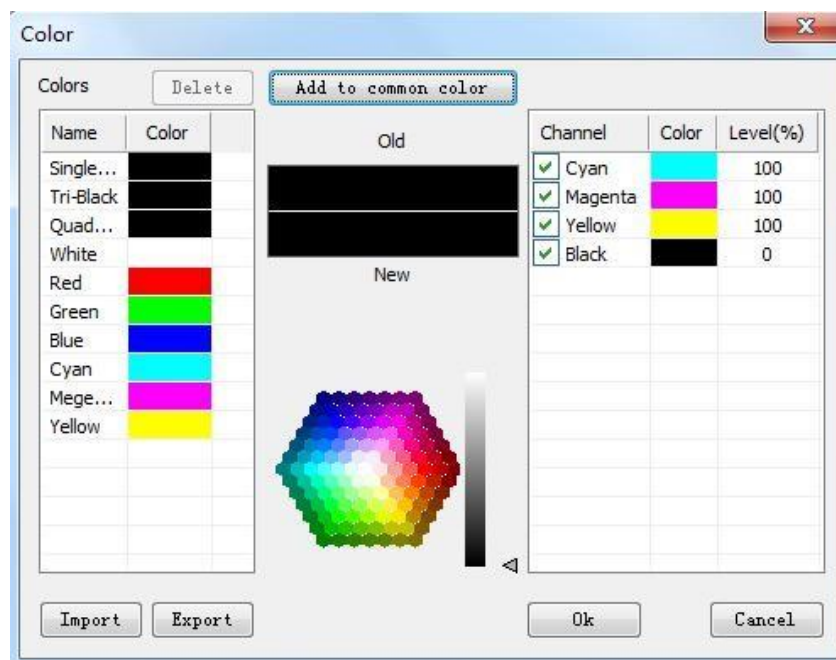 Color
Colors Delete Add to common color
Name Color
Single...
Tri-Black
Quad...
White
Red
Green
Blue
Cyan
Mege...
Yellow
Import Export
Old
New
Channel Color Level(%)
Cyan 100
Magenta 100
Yellow 100
Black 0
Ok Cancel